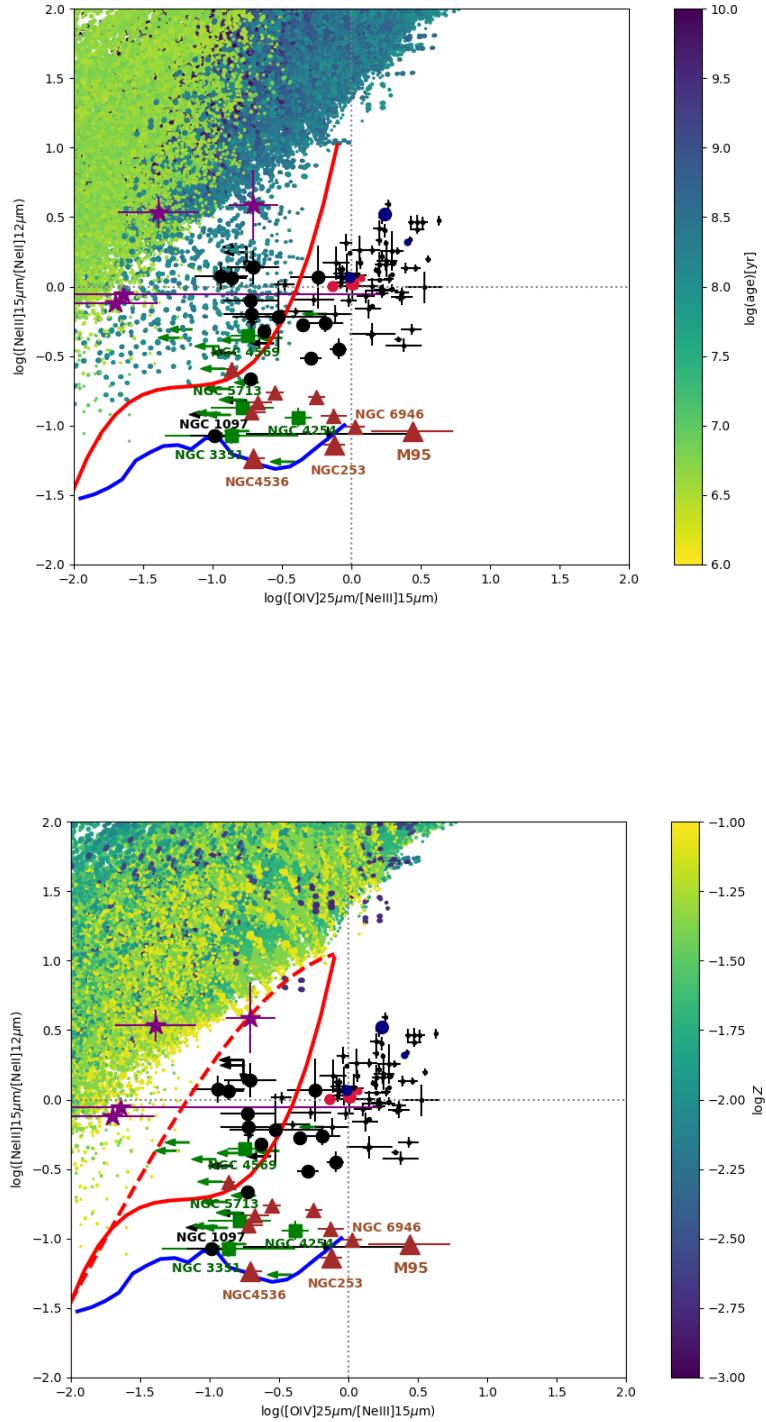 2.0
1.5
1.0
0.5
0.0
−0.5
−1.0
−1.5
−2.0
log([NeIII]15μm/[NeII]12μm)
NGC 4569
NGC 5713
NGC 1097
NGC 4254
NGC 6946
NGC 3351
M95
NGC253
NGC4536
−2.0 −1.5 −1.0 −0.5 0.0 0.5 1.0 1.5 2.0
log([OIV]25μm/[NeIII]15μm)
10.0
9.5
9.0
8.5
8.0
7.5
7.0
6.5
6.0
log(age)[yr]
2.0
1.5
1.0
0.5
0.0
−0.5
−1.0
−1.5
−2.0
log([NeIII]15μm/[NeII]12μm)
NGC 4569
NGC 5713
NGC 1097
NGC 4254
NGC 6946
NGC 3351
M95
NGC253
NGC4536
−2.0 −1.5 −1.0 −0.5 0.0 0.5 1.0 1.5 2.0
log([OIV]25μm/[NeIII]15μm)
−1.00
−1.25
−1.50
−1.75
−2.00
−2.25
−2.50
−2.75
−3.00
logZ